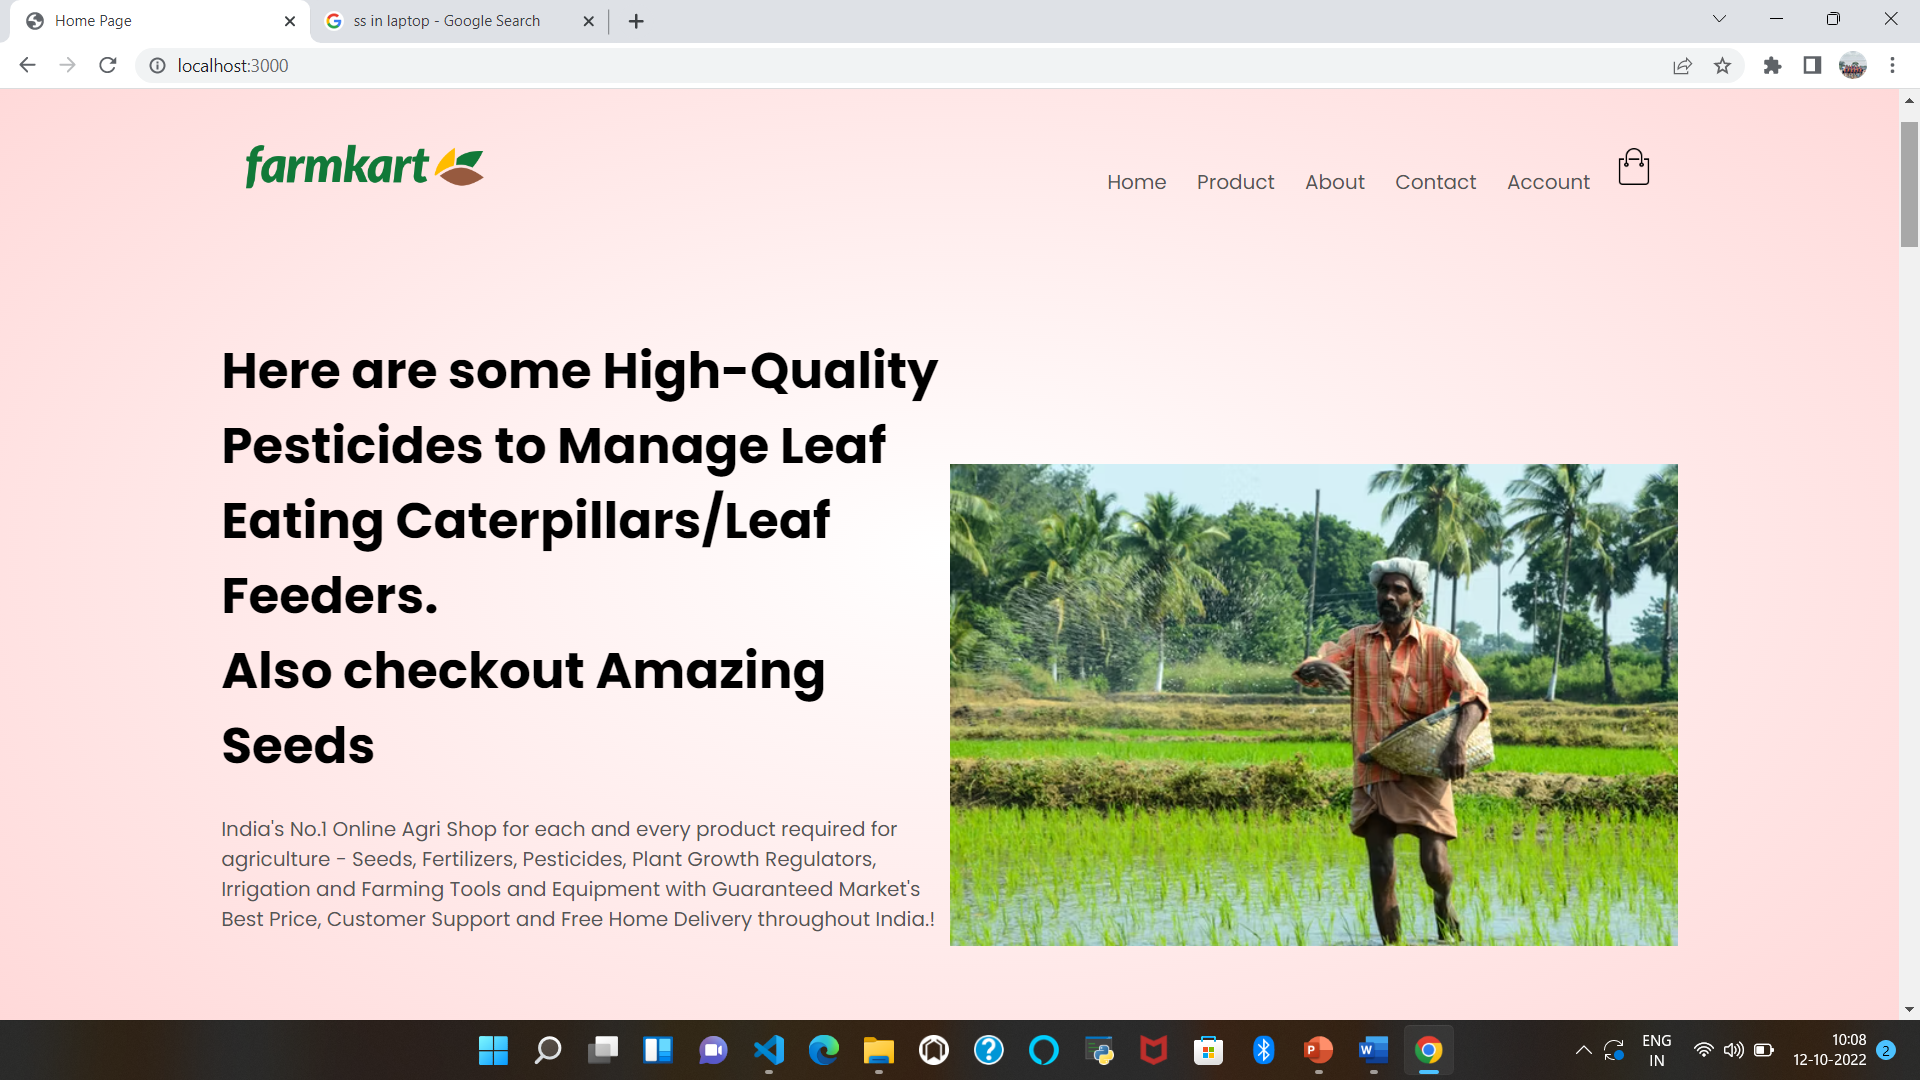 Home Page
ss in laptop - Google Search
localhost:3000
farmkart
Home Product About Contact Account
Here are some High-Quality
Pesticides to Manage Leaf
Eating Caterpillars/Leaf
Feeders.
Also checkout Amazing
Seeds
India's No.1 Online Agri Shop for each and every product required for
agriculture - Seeds, Fertilizers, Pesticides, Plant Growth Regulators,
Irrigation and Farming Tools and Equipment with Guaranteed Market's
Best Price, Customer Support and Free Home Delivery throughout India.!
ENG
IN
10:08
12-10-2022
2